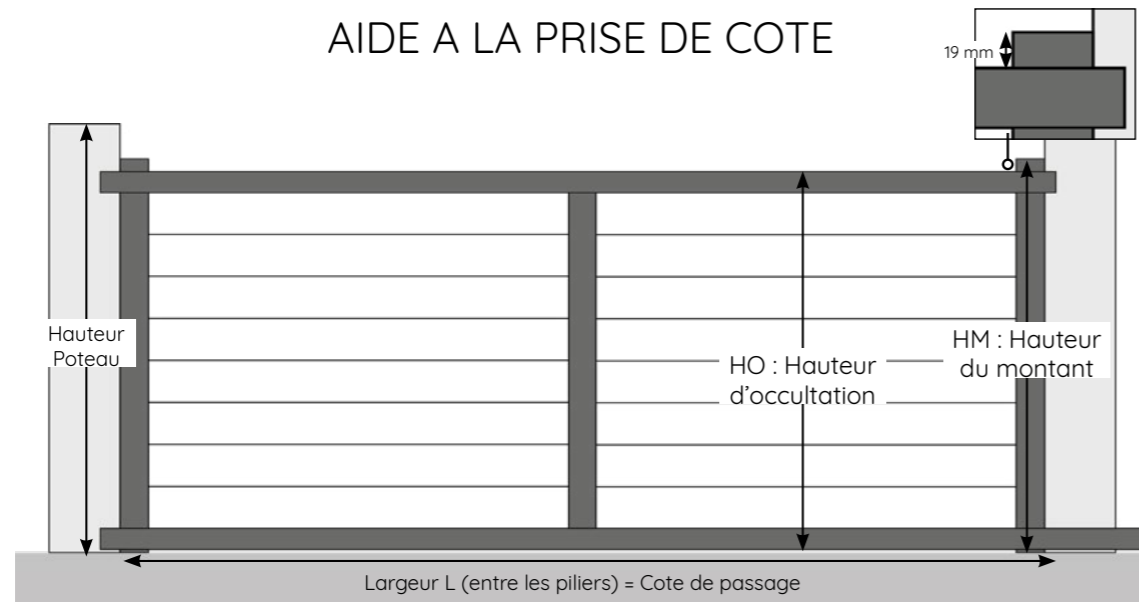 AIDE A LA PRISE DE COTE
19 mm
Hauteur
Poteau
HO : Hauteur
d'occultation
HM : Hauteur
du montant
Largeur L (entre les piliers) = Cote de passage